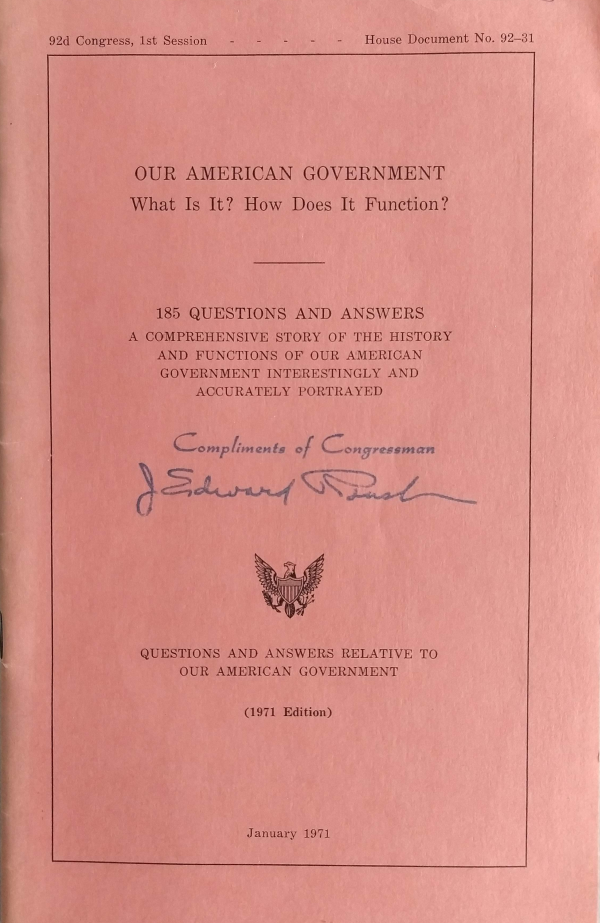 92d Congress, 1st Session - - - - - House Document No. 92–31
OUR AMERICAN GOVERNMENT
What Is It? How Does It Function?
185 QUESTIONS AND ANSWERS
A COMPREHENSIVE STORY OF THE HISTORY
AND FUNCTIONS OF OUR AMERICAN
GOVERNMENT INTERESTINGLY AND
ACCURATELY PORTRAYED
Compliments of Congressman
J Edward Roush
QUESTIONS AND ANSWERS RELATIVE TO
OUR AMERICAN GOVERNMENT
(1971 Edition)
January 1971